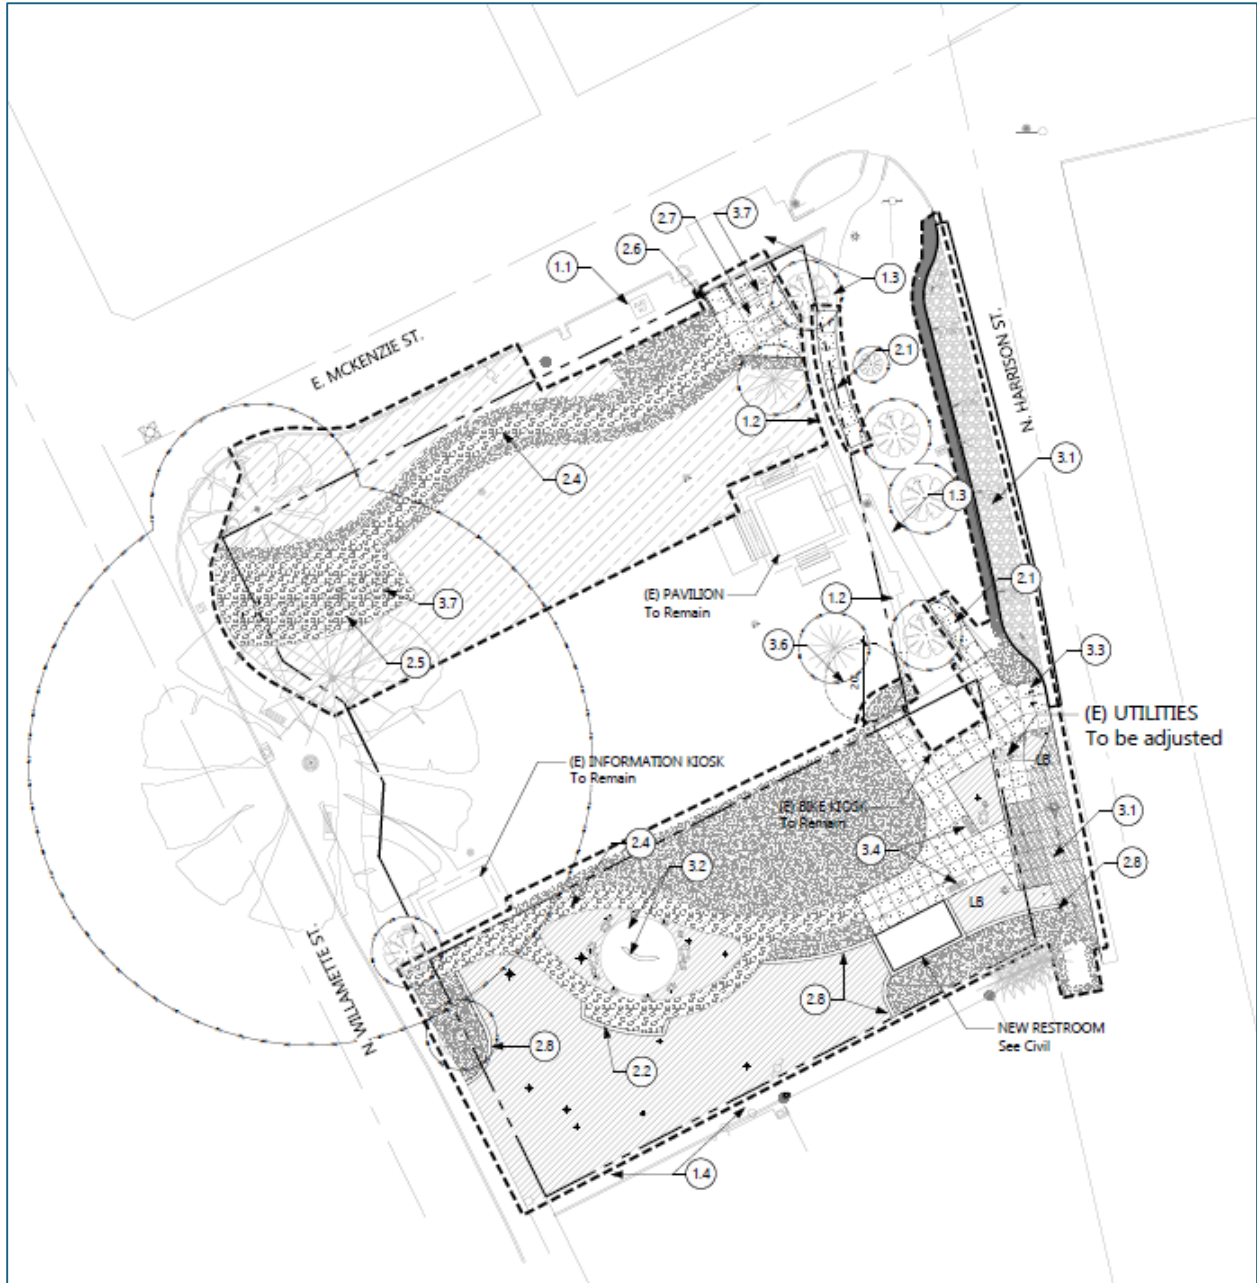 2.7
3.7
2.6
1.1
1.3
E. MCKENZIE ST.
N. HARRISON ST.
2.1
1.2
2.4
3.1
1.3
2.1
(E) PAVILION
To Remain
1.2
3.7
3.6
2.5
3.3
20'
(E) UTILITIES
To be adjusted
(E) INFORMATION KIOSK
To Remain
LB
(E) BIKE KIOSK
To Remain
3.1
2.4
3.4
3.2
2.8
LB
N. WILLAMETTE ST.
2.8
NEW RESTROOM
See Civil
2.8
2.2
1.4